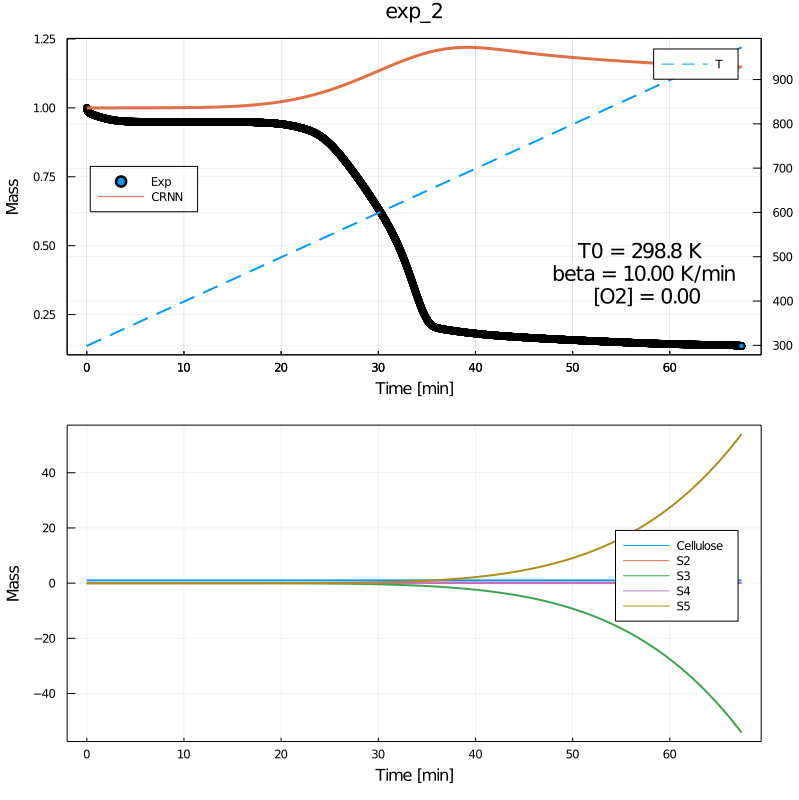 exp_2
1.25
1.00
0.75
0.50
0.25
Mass
T
900
800
700
600
500
400
300
Exp
CRNN
T0 = 298.8 K
beta = 10.00 K/min
[O2] = 0.00
0 10 20 30 40 50 60
Time [min]
40
20
0
−20
−40
Mass
Cellulose
S2
S3
S4
S5
0 10 20 30 40 50 60
Time [min]